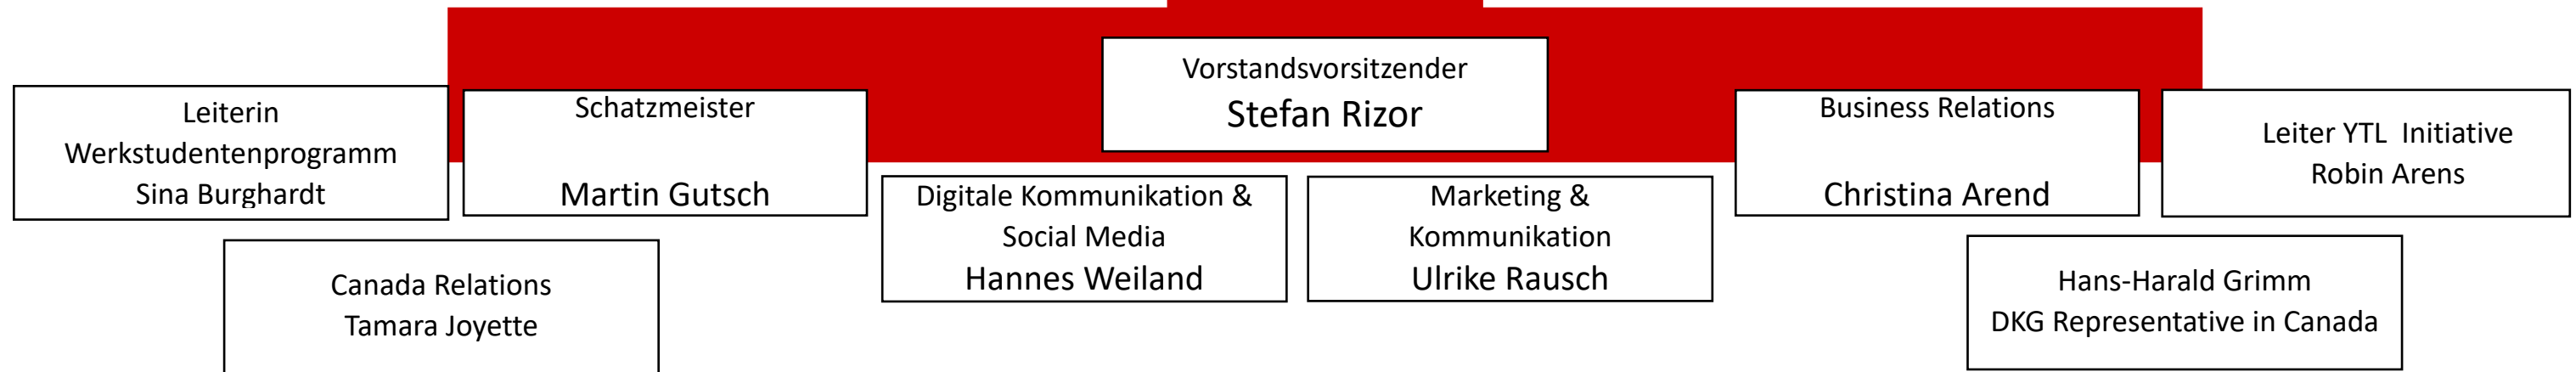 Vorstandsvorsitzender
Stefan Rizor
Leiterin
Werkstudentenprogramm
Sina Burghardt
Schatzmeister
Martin Gutsch
Business Relations
Christina Arend
Leiter YTL Initiative
Robin Arens
Digitale Kommunikation &
Social Media
Hannes Weiland
Marketing &
Kommunikation
Ulrike Rausch
Canada Relations
Tamara Joyette
Hans-Harald Grimm
DKG Representative in Canada